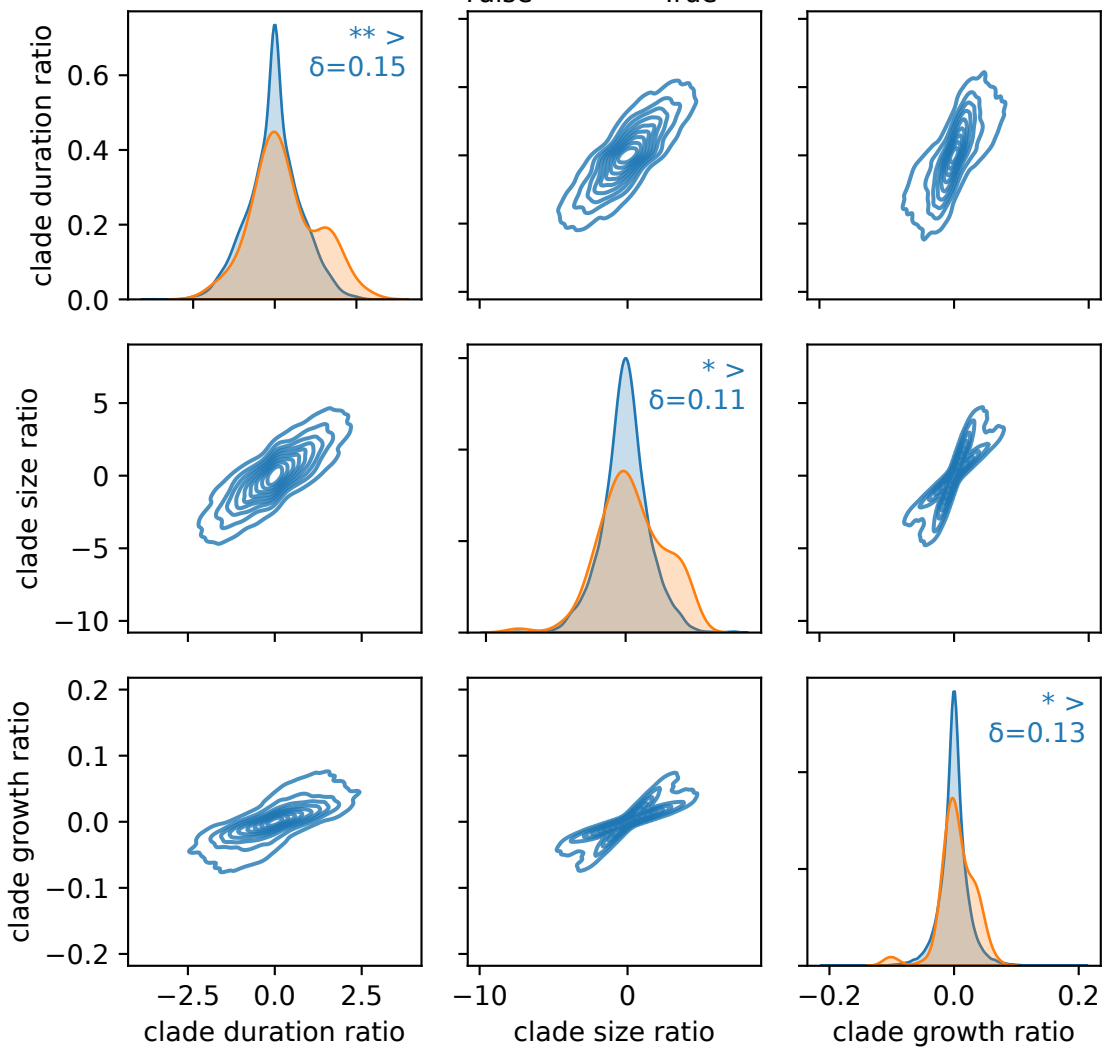 False True
clade duration ratio
0.6
0.4
0.2
0.0
** >
δ=0.15
clade size ratio
5
0
−5
−10
* >
δ=0.11
clade growth ratio
0.2
0.1
0.0
−0.1
−0.2
* >
δ=0.13
−2.5 0.0 2.5
−10 0
−0.2 0.0 0.2
clade duration ratio
clade size ratio
clade growth ratio